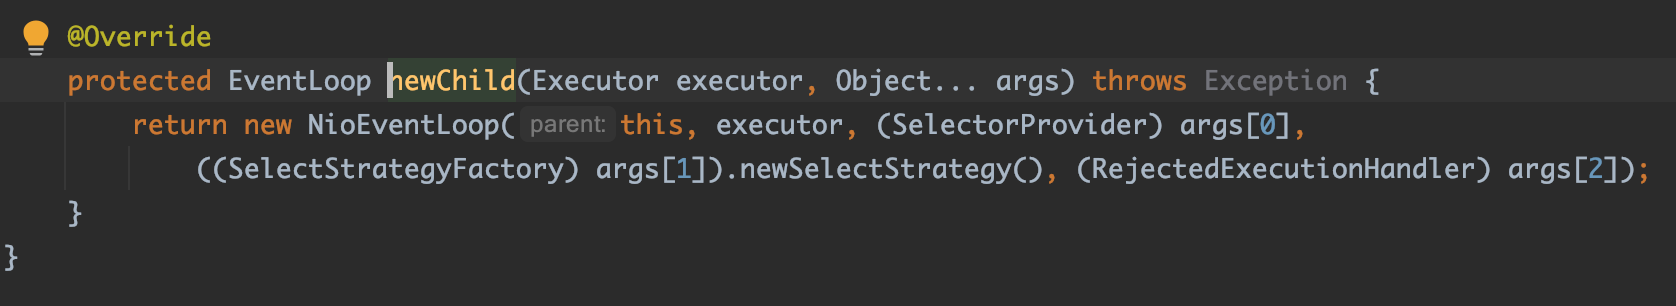 @Override
protected EventLoop newChild(Executor executor, Object... args) throws Exception {
return new NioEventLoop( parent: this, executor, (SelectorProvider) args[0],
((SelectStrategyFactory) args[1]).newSelectStrategy(), (RejectedExecutionHandler) args[2]);
}
}